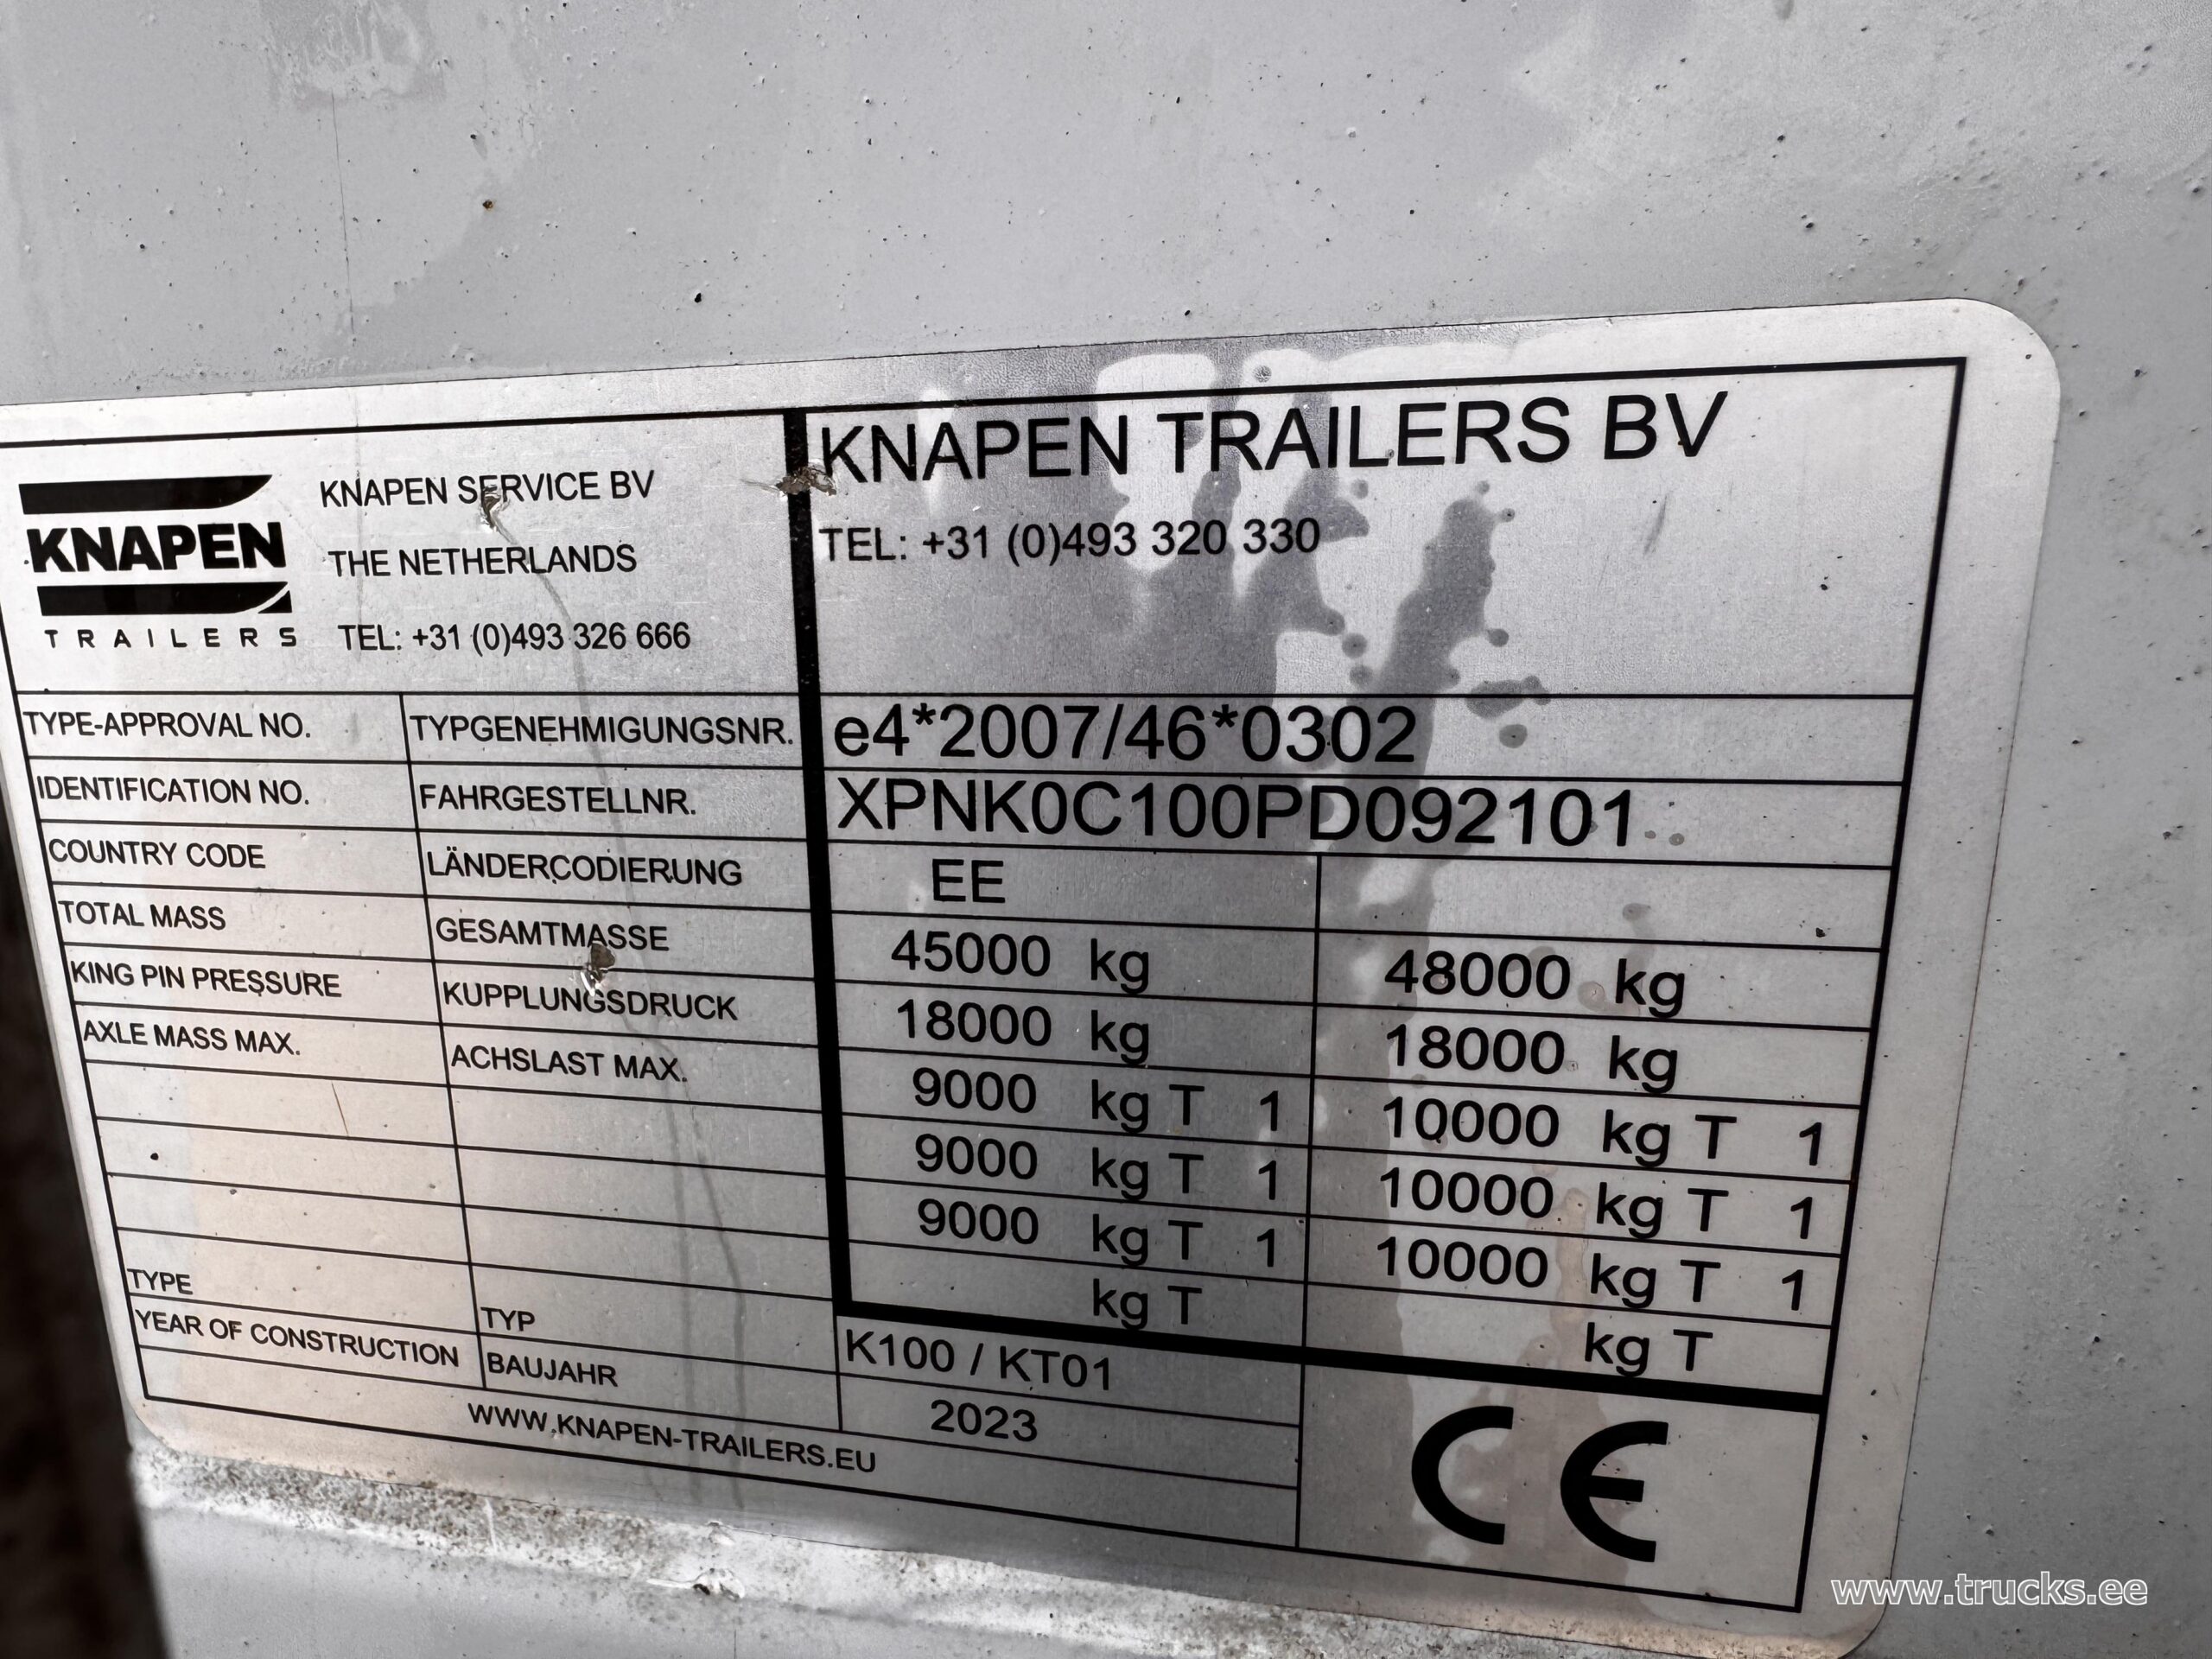 KNAPEN
TRAILERS
KNAPEN SERVICE BV
THE NETHERLANDS
TEL: +31 (0)493 326 666
KNAPEN TRAILERS BV
TEL: +31 (0)493 320 330
TYPE-APPROVAL NO. TYPGENEHMIGUNGSNR. e4*2007/46*0302
IDENTIFICATION NO. FAHRGESTELLNR. XPNK0C100PD092101
COUNTRY CODE LÄNDERCODIERUNG EE
TOTAL MASS GESAMTMASSE 45000 kg 48000 kg
KING PIN PRESSURE KUPPLUNGSDRUCK 18000 kg 18000 kg
AXLE MASS MAX. ACHSLAST MAX. 9000 kg T 1 10000 kg T 1
9000 kg T 1 10000 kg T 1
9000 kg T 1 10000 kg T 1
kg T kg T
TYPE TYP K100 / KT01
YEAR OF CONSTRUCTION BAUJAHR 2023
WWW.KNAPEN-TRAILERS.EU
CE
www.trucks.ee